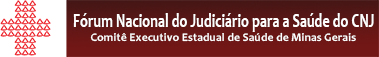 Fórum Nacional do Judiciário para a Saúde do CNJ
Comitê Executivo Estadual de Saúde de Minas Gerais